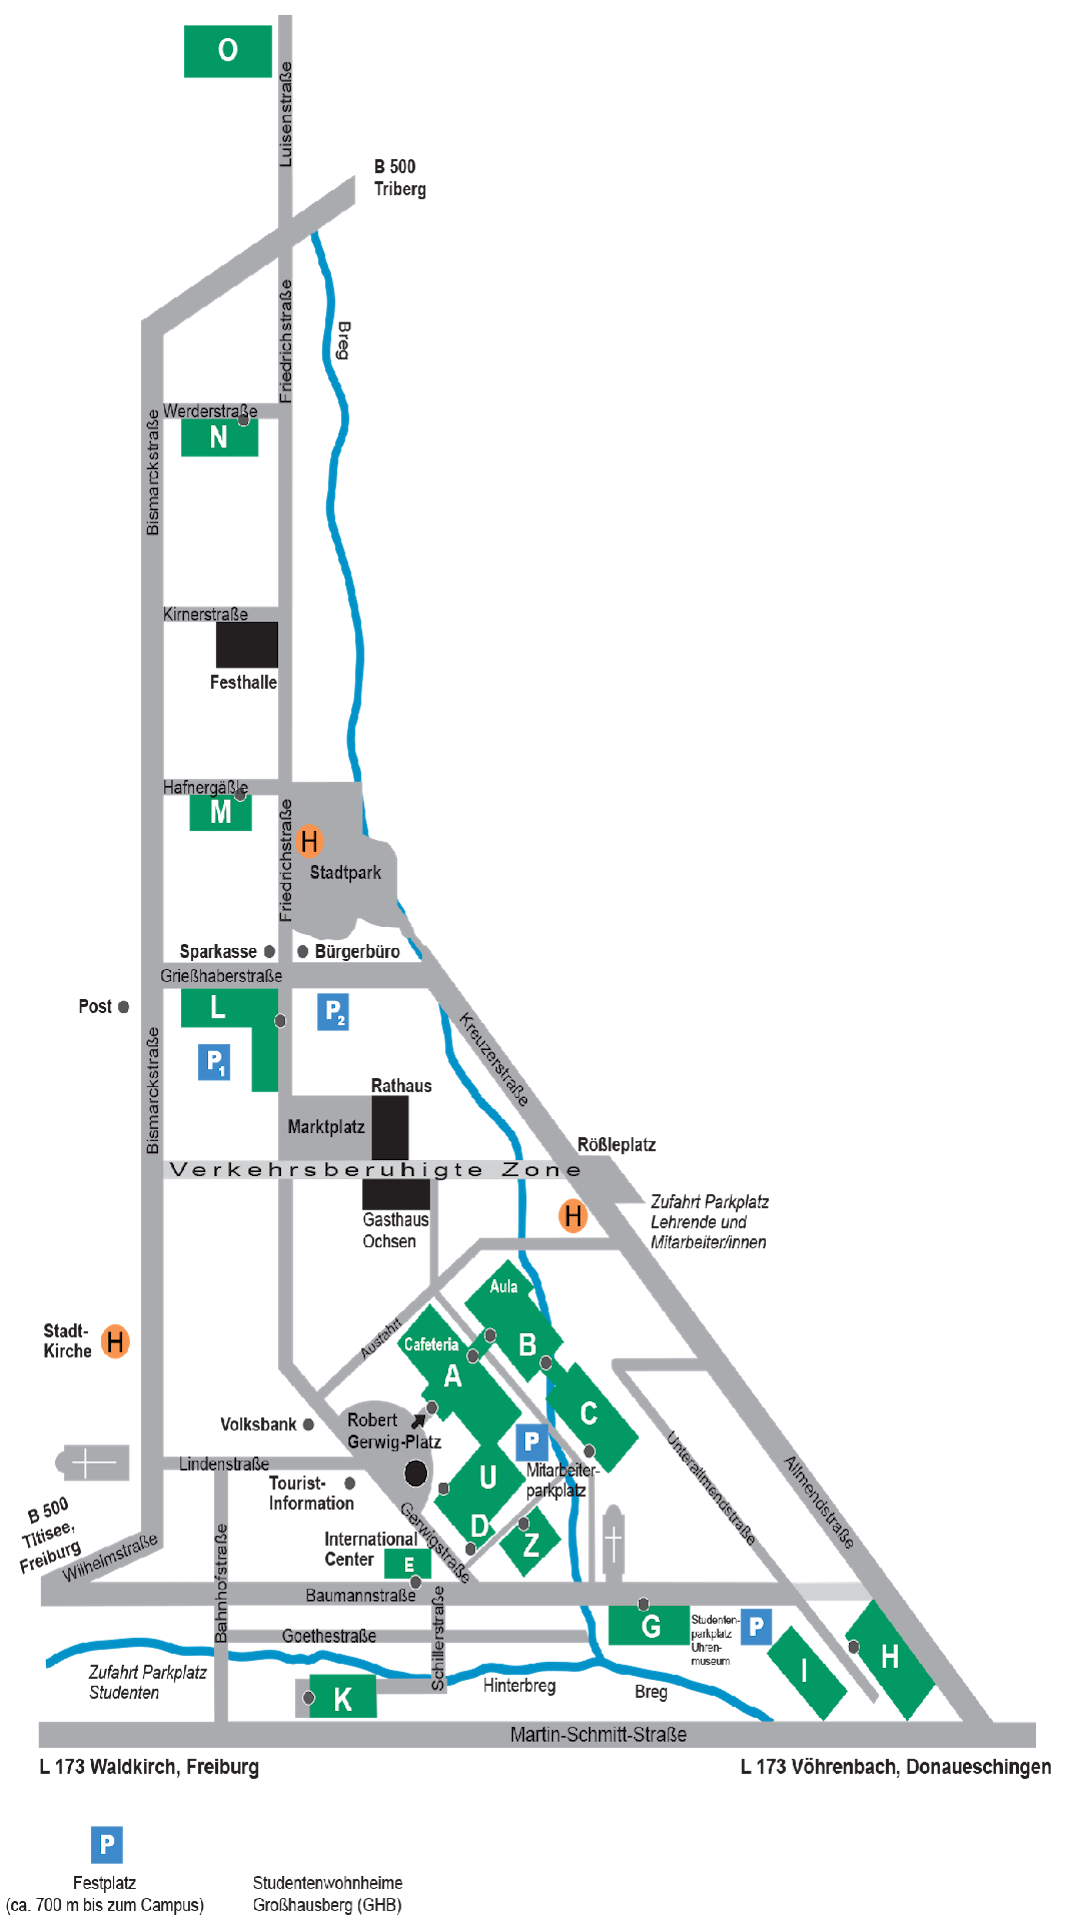 O
Luisenstraße
B 500
Triberg
Friedrichstraße
Breg
Werderstraße
N
Bismarckstraße
Kirnerstraße
Festhalle
Hafnergäßle
M
Friedrichstraße
H
Stadtpark
Sparkasse
Bürgerbüro
Grießhaberstraße
Post
L
P2
P1
Kreuzerstraße
Bismarckstraße
Rathaus
Marktplatz
Rößleplatz
Verkehrsberuhigte Zone
Zufahrt Parkplatz
Lehrende und
Mitarbeiter/innen
H
Gasthaus
Ochsen
Aula
Stadt-
Kirche
H
Ausfahrt
Cafeteria
B
A
C
Volksbank
Robert
Gerwig-Platz
P
Mitarbeiter-
parkplatz
Unterallmendstraße
Allmendstraße
Lindenstraße
Tourist-
Information
U
B 500
Titisee,
Freiburg
Gerwigstraße
D
Z
International
Center
E
Wilhelmstraße
Bahnhofstraße
Baumannstraße
Schillerstraße
G
Studenten-
parkplatz
Uhren-
museum
P
Goethestraße
I
H
Zufahrt Parkplatz
Studenten
K
Hinterbreg
Breg
Martin-Schmitt-Straße
L 173 Waldkirch, Freiburg
L 173 Vöhrenbach, Donaueschingen
P
Festplatz
(ca. 700 m bis zum Campus)
Studentenwohnheime
Großhausberg (GHB)